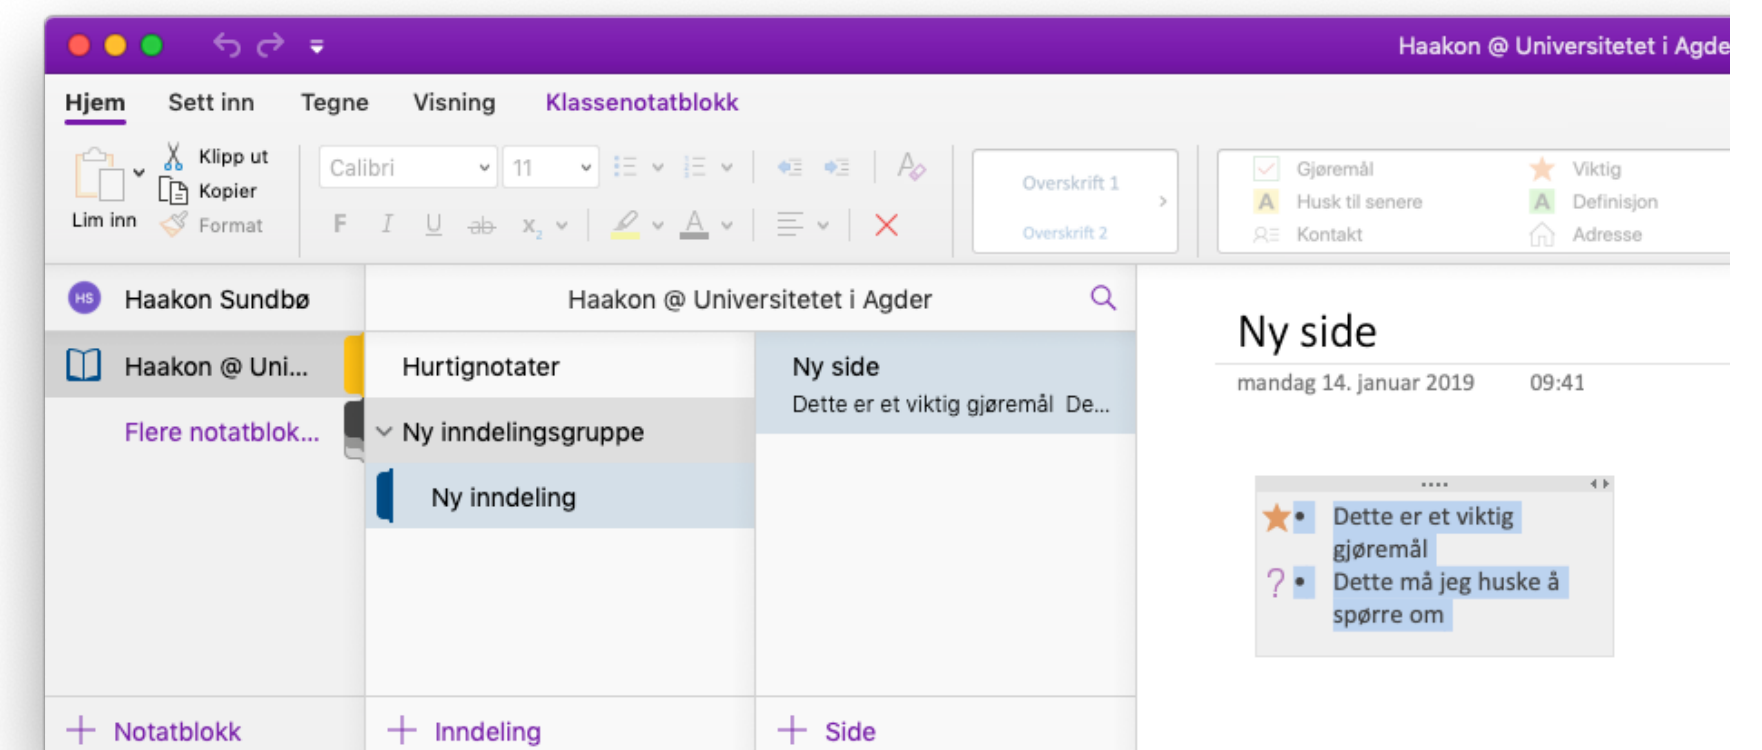 Haakon @ Universitetet i Agde
Hjem Sett inn Tegne Visning Klassenotatblokk
Lim inn
Klipp ut
Kopier
Format
Calibri 11
F I U ab x₂ A
Overskrift 1
Overskrift 2
Gjøremål
A Husk til senere
Kontakt
Viktig
A Definisjon
Adresse
HS Haakon Sundbø
Haakon @ Uni...
Flere notatblok...
Haakon @ Universitetet i Agder
Hurtignotater
Ny inndelingsgruppe
Ny inndeling
Ny side
Dette er et viktig gjøremål De...
Ny side
mandag 14. januar 2019 09:41
• Dette er et viktig
gjøremål
? • Dette må jeg huske å
spørre om
+ Notatblokk
+ Inndeling
+ Side